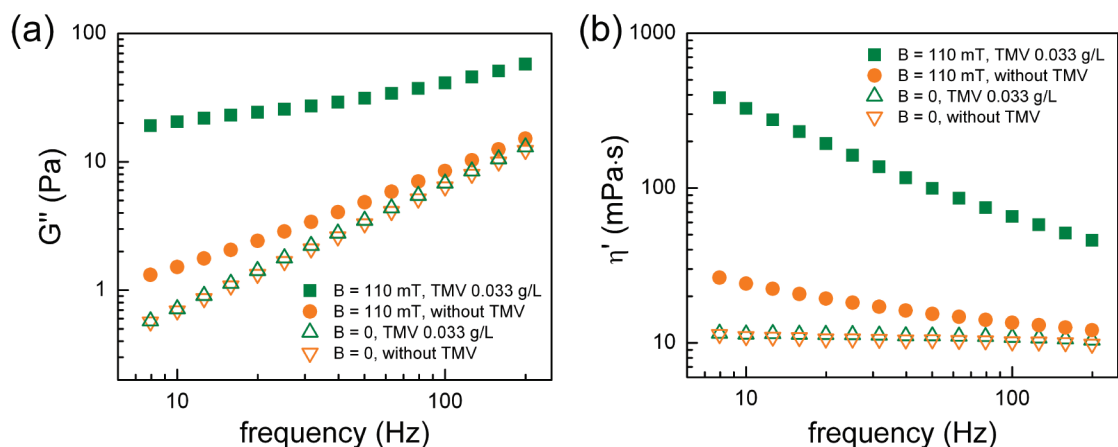 (a)
100
10
1
G'' (Pa)
B = 110 mT, TMV 0.033 g/L
B = 110 mT, without TMV
B = 0, TMV 0.033 g/L
B = 0, without TMV
10 100
frequency (Hz)
(b)
1000
100
10
η' (mPa·s)
B = 110 mT, TMV 0.033 g/L
B = 110 mT, without TMV
B = 0, TMV 0.033 g/L
B = 0, without TMV
10 100
frequency (Hz)